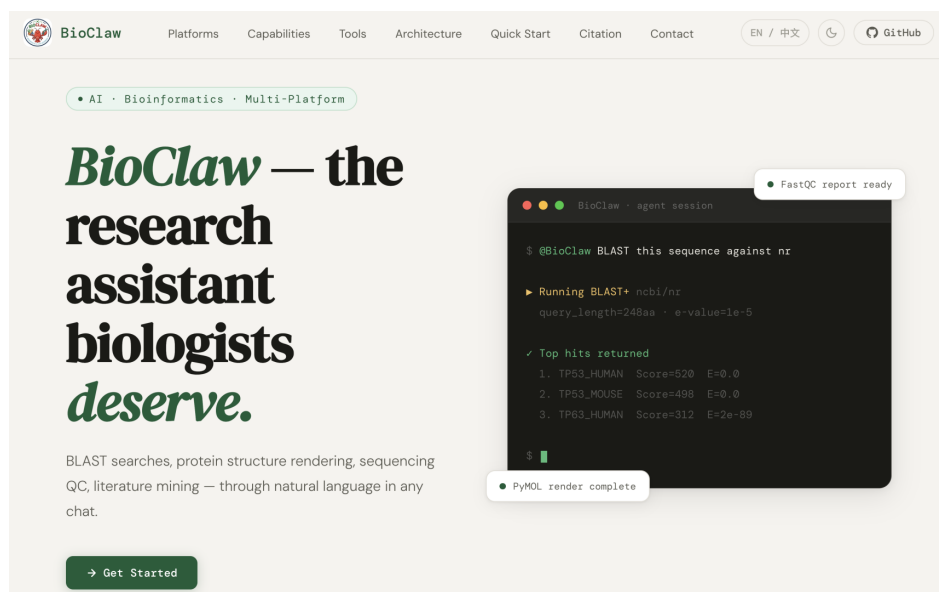 BioClaw
Platforms
Capabilities
Tools
Architecture
Quick Start
Citation
Contact
EN / 中文
GitHub
AI · Bioinformatics · Multi-Platform
BioClaw — the
research
assistant
biologists
deserve.
BLAST searches, protein structure rendering, sequencing
QC, literature mining — through natural language in any
chat.
→ Get Started
FastQC report ready
BioClaw · agent session
$ @BioClaw BLAST this sequence against nr
▶ Running BLAST+ ncbi/nr
query_length=248aa · e-value=1e-5
✓ Top hits returned
1. TP53_HUMAN Score=520 E=0.0
2. TP53_MOUSE Score=498 E=0.0
3. TP63_HUMAN Score=312 E=2e-89
$
PyMOL render complete